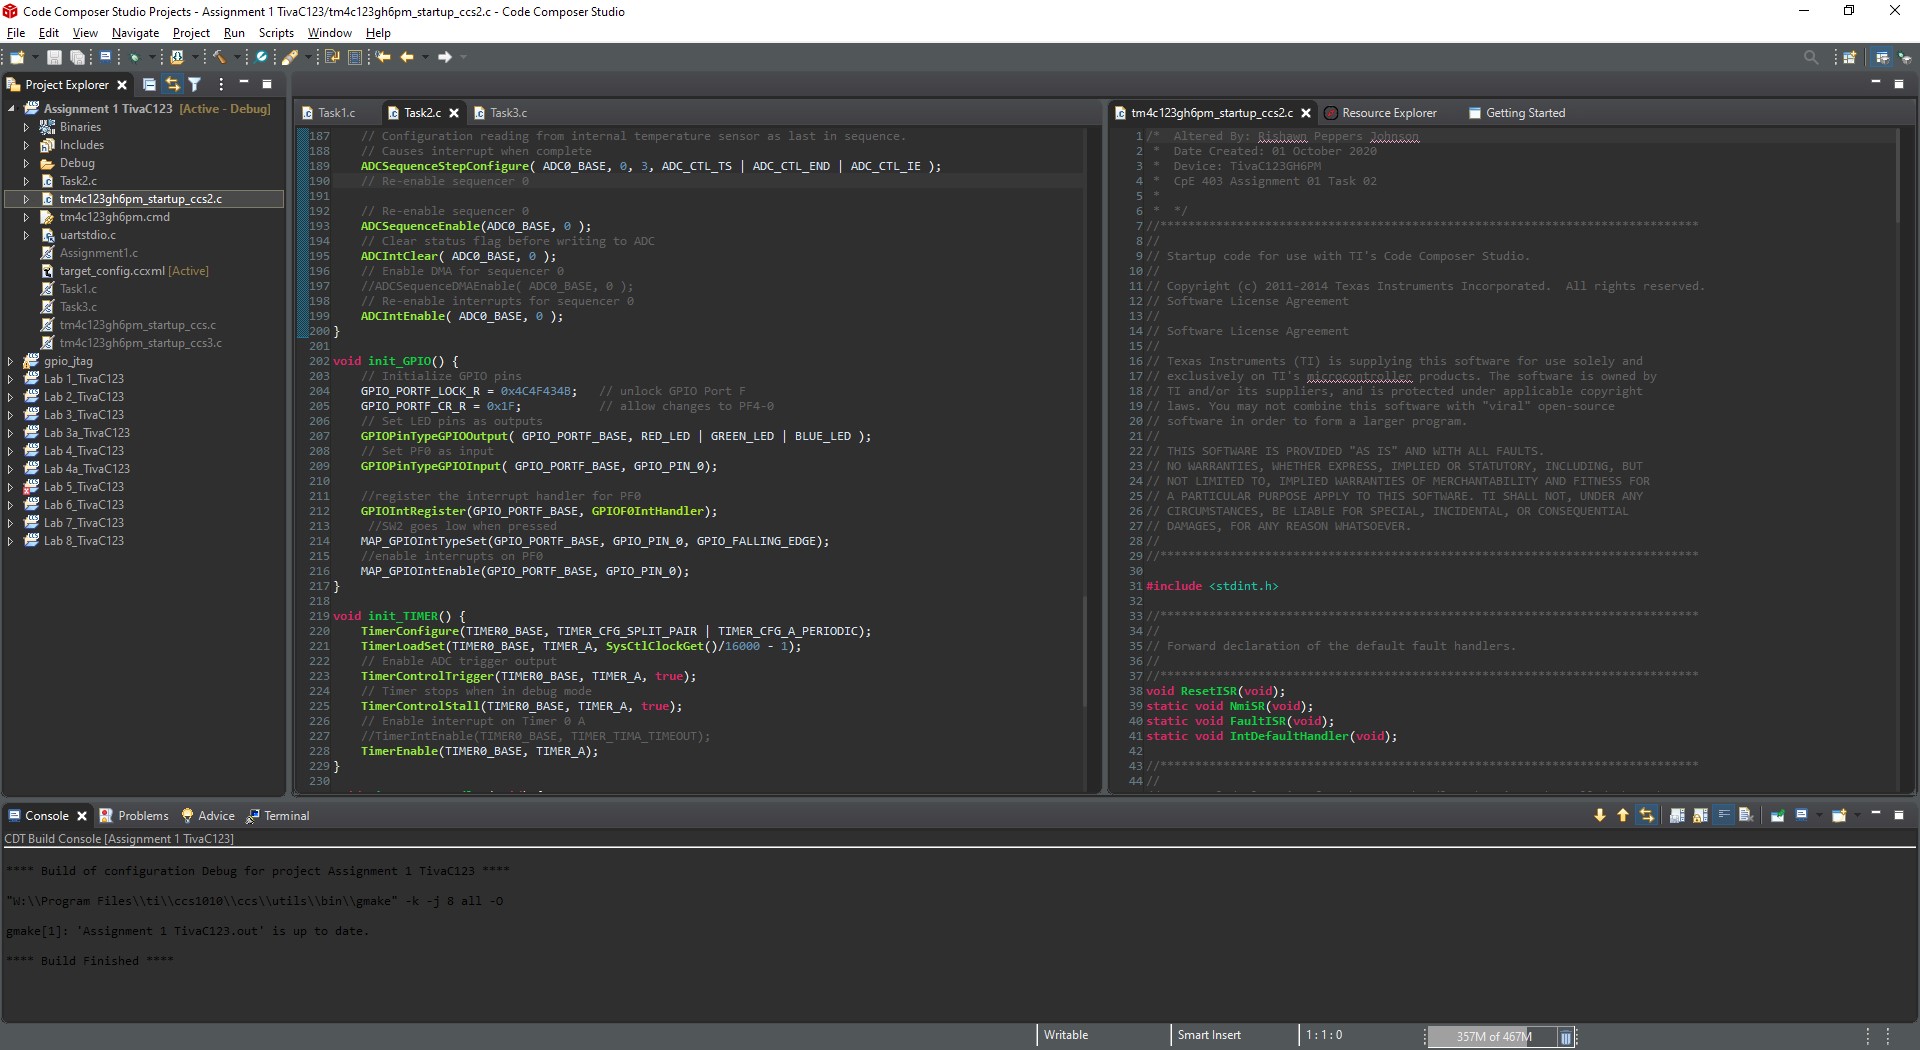 Code Composer Studio Projects - Assignment 1 TivaC123/tm4c123gh6pm_startup_ccs2.c - Code Composer Studio
File Edit View Navigate Project Run Scripts Window Help
Project Explorer
Assignment 1 TivaC123 [Active - Debug]
Binaries
Includes
Debug
Task2.c
tm4c123gh6pm_startup_ccs2.c
tm4c123gh6pm.cmd
uartstdio.c
Assignment1.c
target_config.ccxml [Active]
Task1.c
Task3.c
tm4c123gh6pm_startup_ccs.c
tm4c123gh6pm_startup_ccs3.c
gpio_jtag
Lab 1_TivaC123
Lab 2_TivaC123
Lab 3_TivaC123
Lab 3a_TivaC123
Lab 4_TivaC123
Lab 4a_TivaC123
Lab 5_TivaC123
Lab 6_TivaC123
Lab 7_TivaC123
Lab 8_TivaC123
Task1.c Task2.c Task3.c
187 // Configuration reading from internal temperature sensor as last in sequence.
188 // Causes interrupt when complete
189 ADCSequenceStepConfigure( ADC0_BASE, 0, 3, ADC_CTL_TS | ADC_CTL_END | ADC_CTL_IE );
190 // Re-enable sequencer 0
191
192 // Re-enable sequencer 0
193 ADCSequenceEnable(ADC0_BASE, 0 );
194 // Clear status flag before writing to ADC
195 ADCIntClear( ADC0_BASE, 0 );
196 // Enable DMA for sequencer 0
197 //ADCSequenceDMAEnable( ADC0_BASE, 0 );
198 // Re-enable interrupts for sequencer 0
199 ADCIntEnable( ADC0_BASE, 0 );
200 }
201
202 void init_GPIO() {
203 // Initialize GPIO pins
204 GPIO_PORTF_LOCK_R = 0x4C4F434B; // unlock GPIO Port F
205 GPIO_PORTF_CR_R = 0x1F; // allow changes to PF4-0
206 // Set LED pins as outputs
207 GPIOPinTypeGPIOOutput( GPIO_PORTF_BASE, RED_LED | GREEN_LED | BLUE_LED );
208 // Set PF0 as input
209 GPIOPinTypeGPIOInput( GPIO_PORTF_BASE, GPIO_PIN_0);
210
211 //register the interrupt handler for PF0
212 GPIOIntRegister(GPIO_PORTF_BASE, GPIOF0IntHandler);
213 //SW2 goes low when pressed
214 MAP_GPIOIntTypeSet(GPIO_PORTF_BASE, GPIO_PIN_0, GPIO_FALLING_EDGE);
215 //enable interrupts on PF0
216 MAP_GPIOIntEnable(GPIO_PORTF_BASE, GPIO_PIN_0);
217 }
218
219 void init_TIMER() {
220 TimerConfigure(TIMER0_BASE, TIMER_CFG_SPLIT_PAIR | TIMER_CFG_A_PERIODIC);
221 TimerLoadSet(TIMER0_BASE, TIMER_A, SysCtlClockGet()/16000 - 1);
222 // Enable ADC trigger output
223 TimerControlTrigger(TIMER0_BASE, TIMER_A, true);
224 // Timer stops when in debug mode
225 TimerControlStall(TIMER0_BASE, TIMER_A, true);
226 // Enable interrupt on Timer 0 A
227 //TimerIntEnable(TIMER0_BASE, TIMER_TIMA_TIMEOUT);
228 TimerEnable(TIMER0_BASE, TIMER_A);
229 }
230
tm4c123gh6pm_startup_ccs2.c Resource Explorer Getting Started
1 /* Altered By: Rishawn Peppers Johnson
2 * Date Created: 01 October 2020
3 * Device: TivaC123GH6PM
4 * CpE 403 Assignment 01 Task 02
5 *
6 * */
7 //*****************************************************************************
8 //
9 // Startup code for use with TI's Code Composer Studio.
10 //
11 // Copyright (c) 2011-2014 Texas Instruments Incorporated. All rights reserved.
12 // Software License Agreement
13 //
14 // Software License Agreement
15 //
16 // Texas Instruments (TI) is supplying this software for use solely and
17 // exclusively on TI's microcontroller products. The software is owned by
18 // TI and/or its suppliers, and is protected under applicable copyright
19 // laws. You may not combine this software with "viral" open-source
20 // software in order to form a larger program.
21 //
22 // THIS SOFTWARE IS PROVIDED "AS IS" AND WITH ALL FAULTS.
23 // NO WARRANTIES, WHETHER EXPRESS, IMPLIED OR STATUTORY, INCLUDING, BUT
24 // NOT LIMITED TO, IMPLIED WARRANTIES OF MERCHANTABILITY AND FITNESS FOR
25 // A PARTICULAR PURPOSE APPLY TO THIS SOFTWARE. TI SHALL NOT, UNDER ANY
26 // CIRCUMSTANCES, BE LIABLE FOR SPECIAL, INCIDENTAL, OR CONSEQUENTIAL
27 // DAMAGES, FOR ANY REASON WHATSOEVER.
28 //
29 //*****************************************************************************
30
31 #include <stdint.h>
32
33 //*****************************************************************************
34 //
35 // Forward declaration of the default fault handlers.
36 //
37 //*****************************************************************************
38 void ResetISR(void);
39 static void NmiSR(void);
40 static void FaultISR(void);
41 static void IntDefaultHandler(void);
42
43 //*****************************************************************************
44 //
Console Problems Advice Terminal
CDT Build Console [Assignment 1 TivaC123]
**** Build of configuration Debug for project Assignment 1 TivaC123 ****
"W:\\Program Files\\ti\\ccs1010\\ccs\\utils\\bin\\gmake" -k -j 8 all -O
gmake[1]: 'Assignment 1 TivaC123.out' is up to date.
**** Build Finished ****
Writable Smart Insert 1 : 1 : 0 357M of 467M